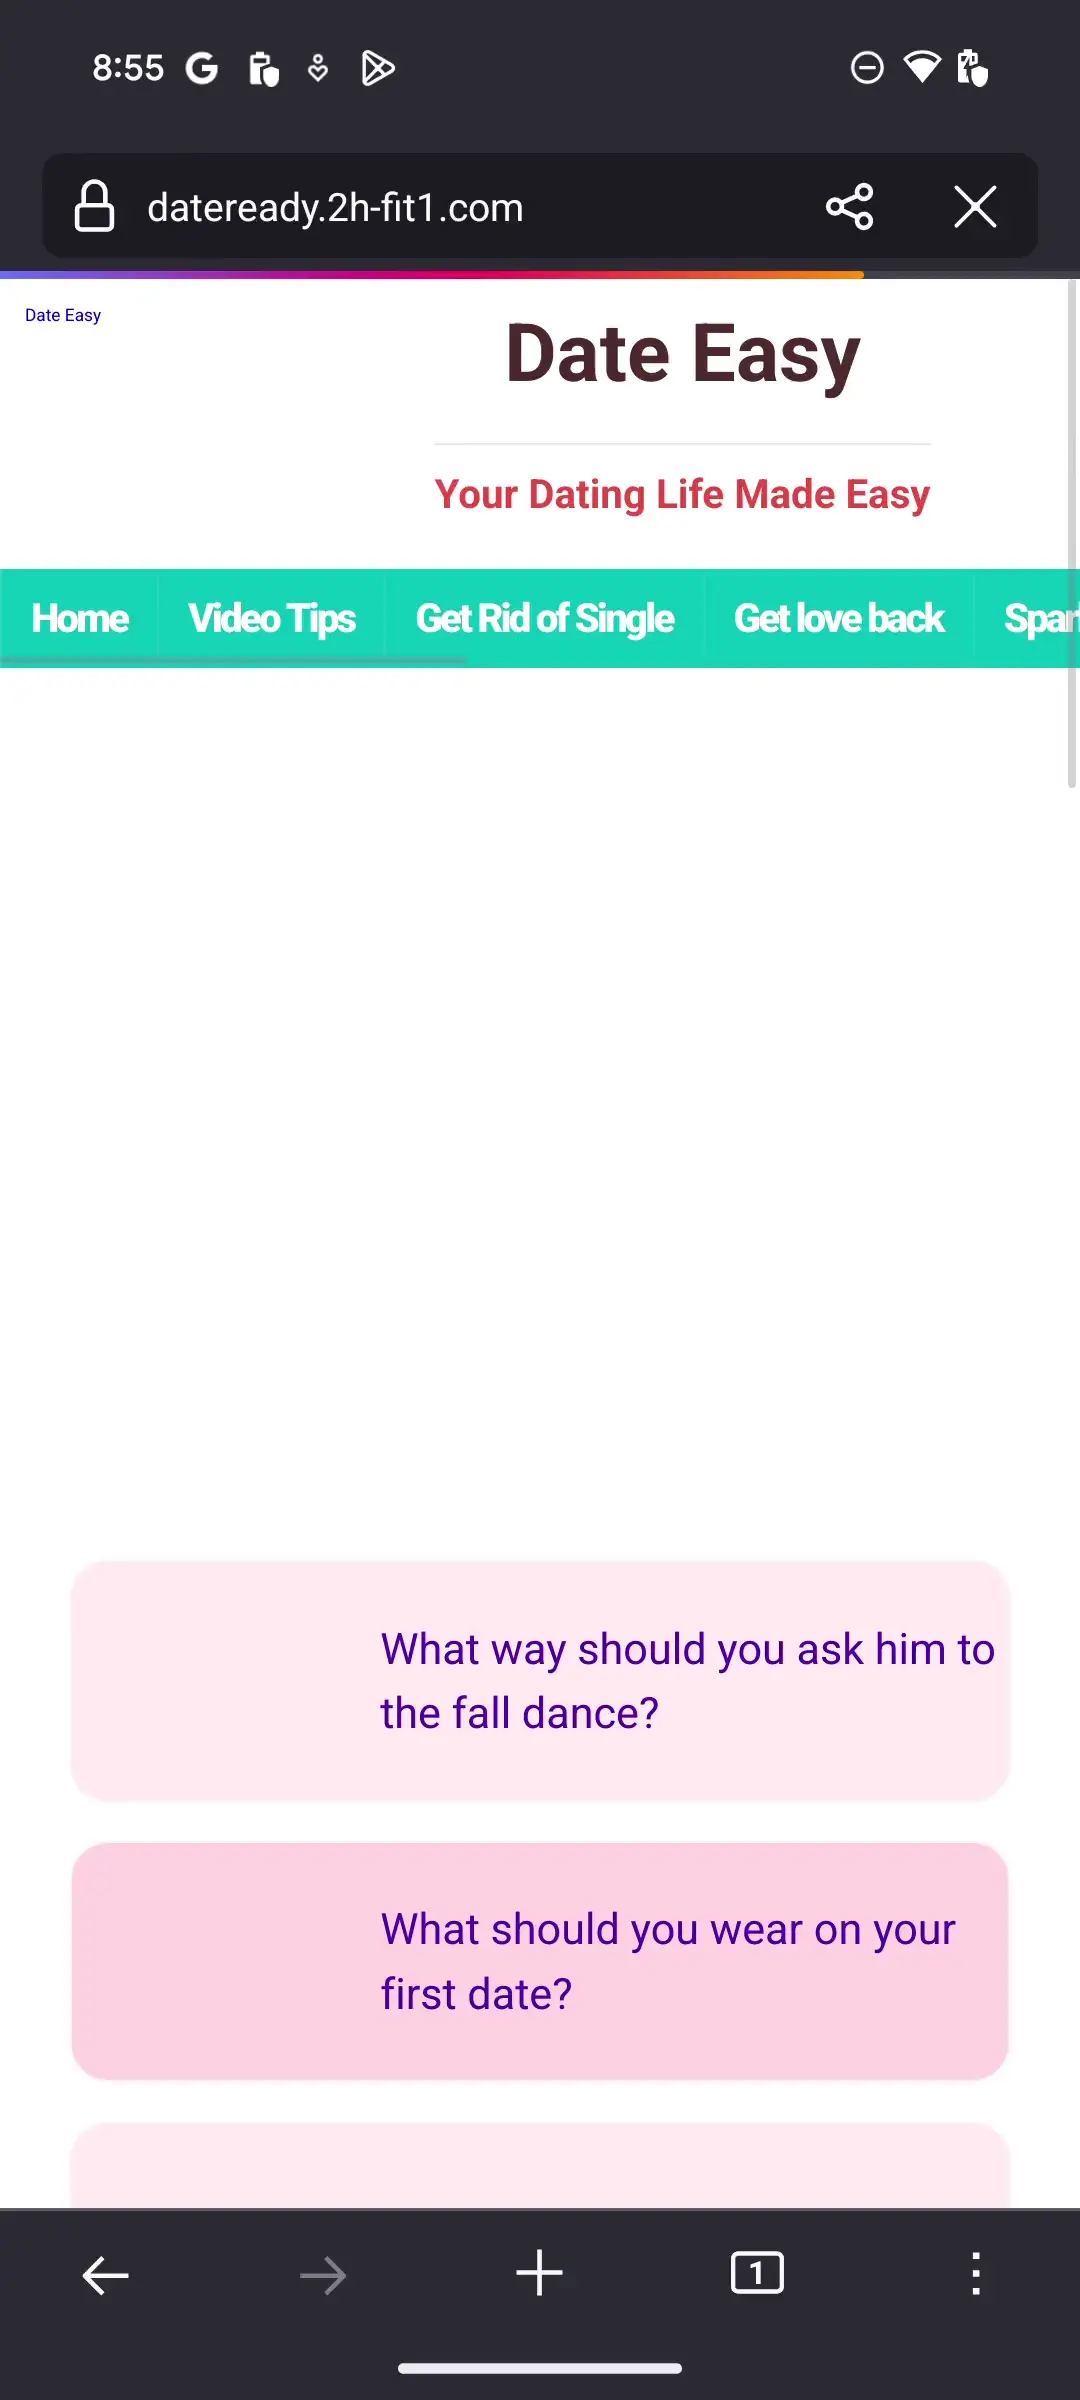 8:55
dateready.2h-fit1.com
Date Easy
Date Easy
Your Dating Life Made Easy
Home Video Tips Get Rid of Single Get love back Spar
What way should you ask him to
the fall dance?
What should you wear on your
first date?
1